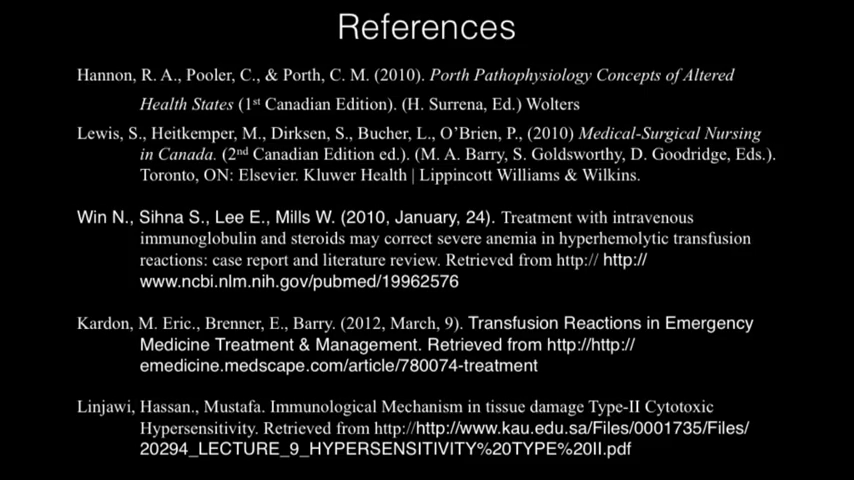 References
Hannon, R. A., Pooler, C., & Porth, C. M. (2010). Porth Pathophysiology Concepts of Altered
Health States (1st Canadian Edition). (H. Surrena, Ed.) Wolters
Lewis, S., Heitkemper, M., Dirksen, S., Bucher, L., O'Brien, P., (2010) Medical-Surgical Nursing
in Canada. (2nd Canadian Edition ed.). (M. A. Barry, S. Goldsworthy, D. Goodridge, Eds.).
Toronto, ON: Elsevier. Kluwer Health | Lippincott Williams & Wilkins.
Win N., Sihna S., Lee E., Mills W. (2010, January, 24). Treatment with intravenous
immunoglobulin and steroids may correct severe anemia in hyperhemolytic transfusion
reactions: case report and literature review. Retrieved from http:// http://
www.ncbi.nlm.nih.gov/pubmed/19962576
Kardon, M. Eric., Brenner, E., Barry. (2012, March, 9). Transfusion Reactions in Emergency
Medicine Treatment & Management. Retrieved from http://http://
emedicine.medscape.com/article/780074-treatment
Linjawi, Hassan., Mustafa. Immunological Mechanism in tissue damage Type-II Cytotoxic
Hypersensitivity. Retrieved from http://http://www.kau.edu.sa/Files/0001735/Files/
20294_LECTURE_9_HYPERSENSITIVITY%20TYPE%20II.pdf